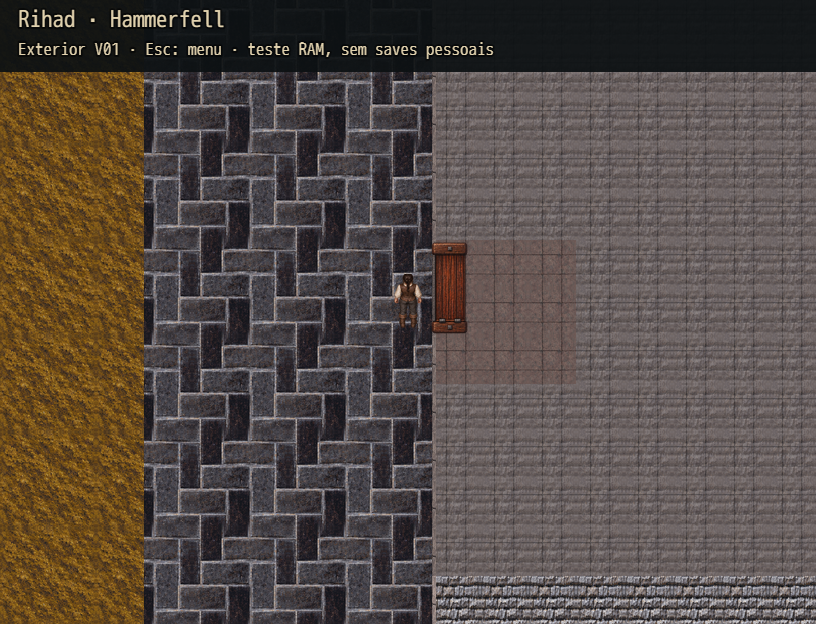 Rihad · Hammerfell
Exterior V01 · Esc: menu · teste RAM, sem saves pessoais